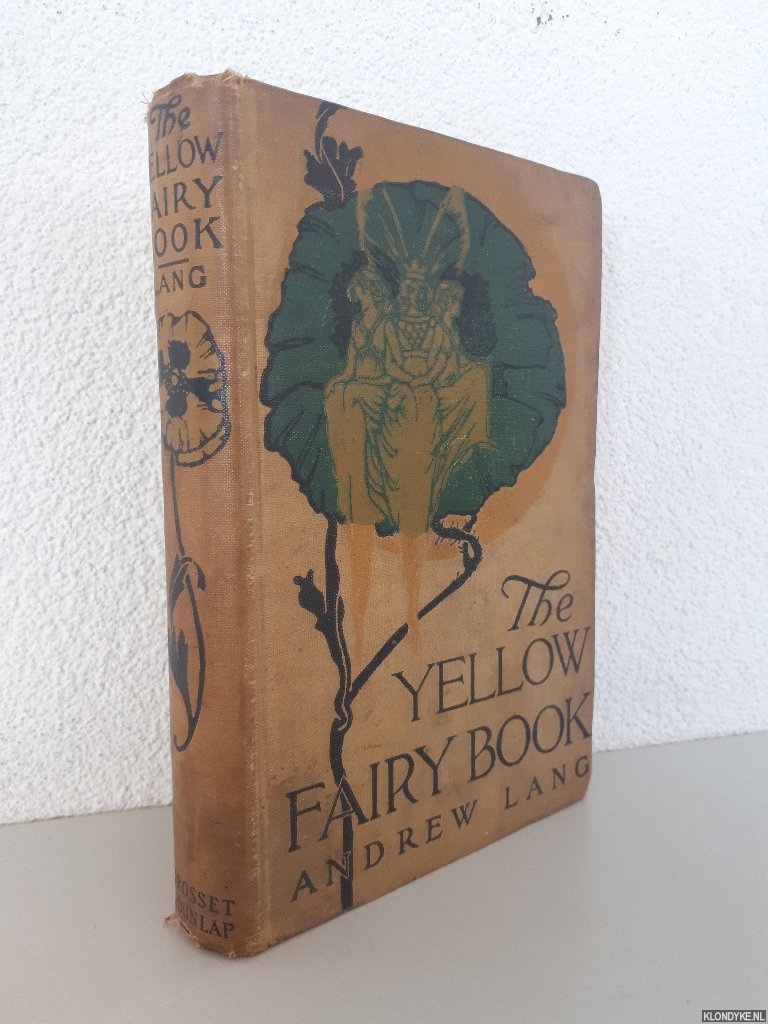 The
YELLOW
FAIRY
BOOK
LANG
GROSSET
DUNLAP
The
YELLOW
FAIRY BOOK
ANDREW LANG
KLONDYKE.NL